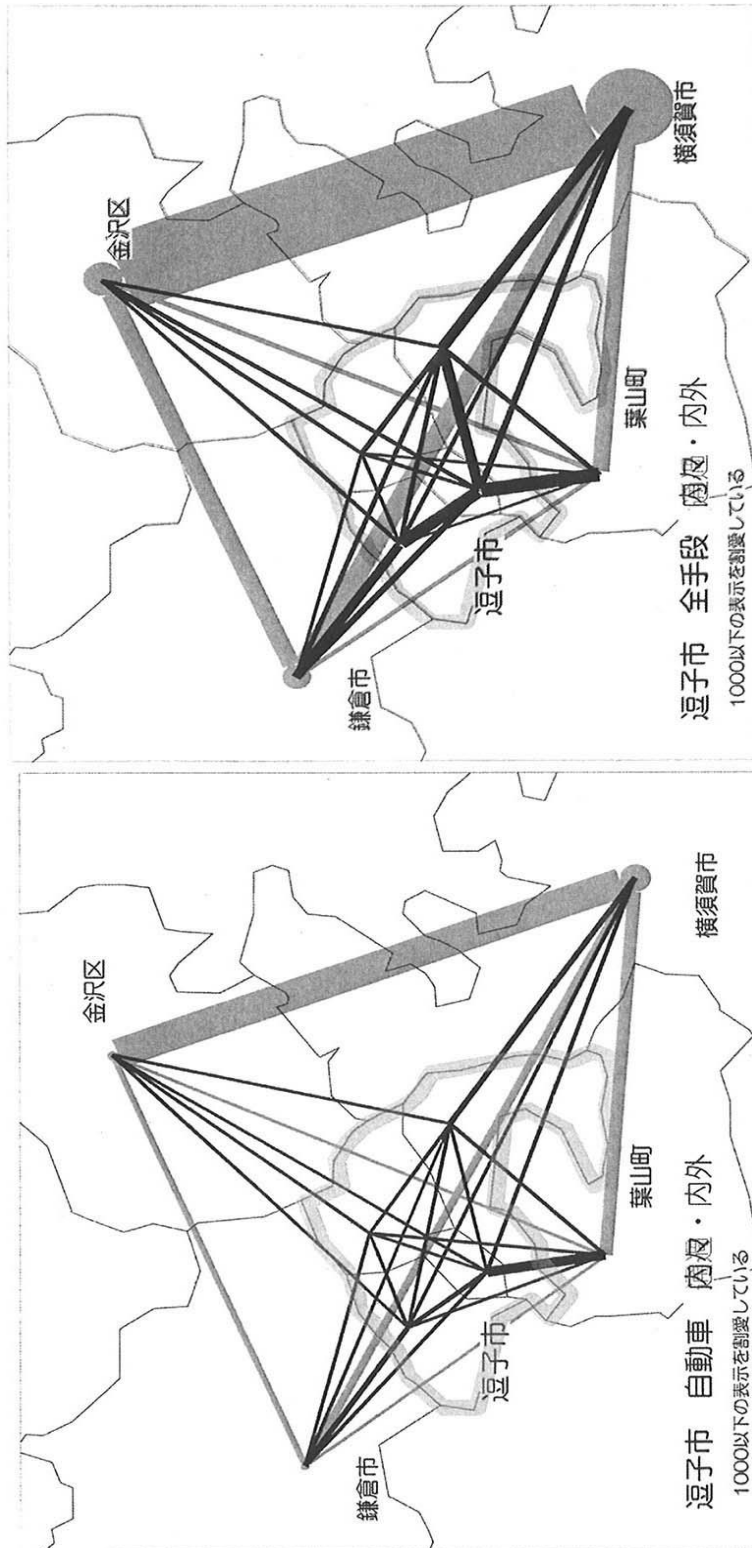 金沢区
鎌倉市
逗子市
葉山町
横須賀市
逗子市 自動車 ・内外
1000以下の表示を割愛している
金沢区
鎌倉市
逗子市
葉山町
横須賀市
逗子市 全手段 ・内外
1000以下の表示を割愛している